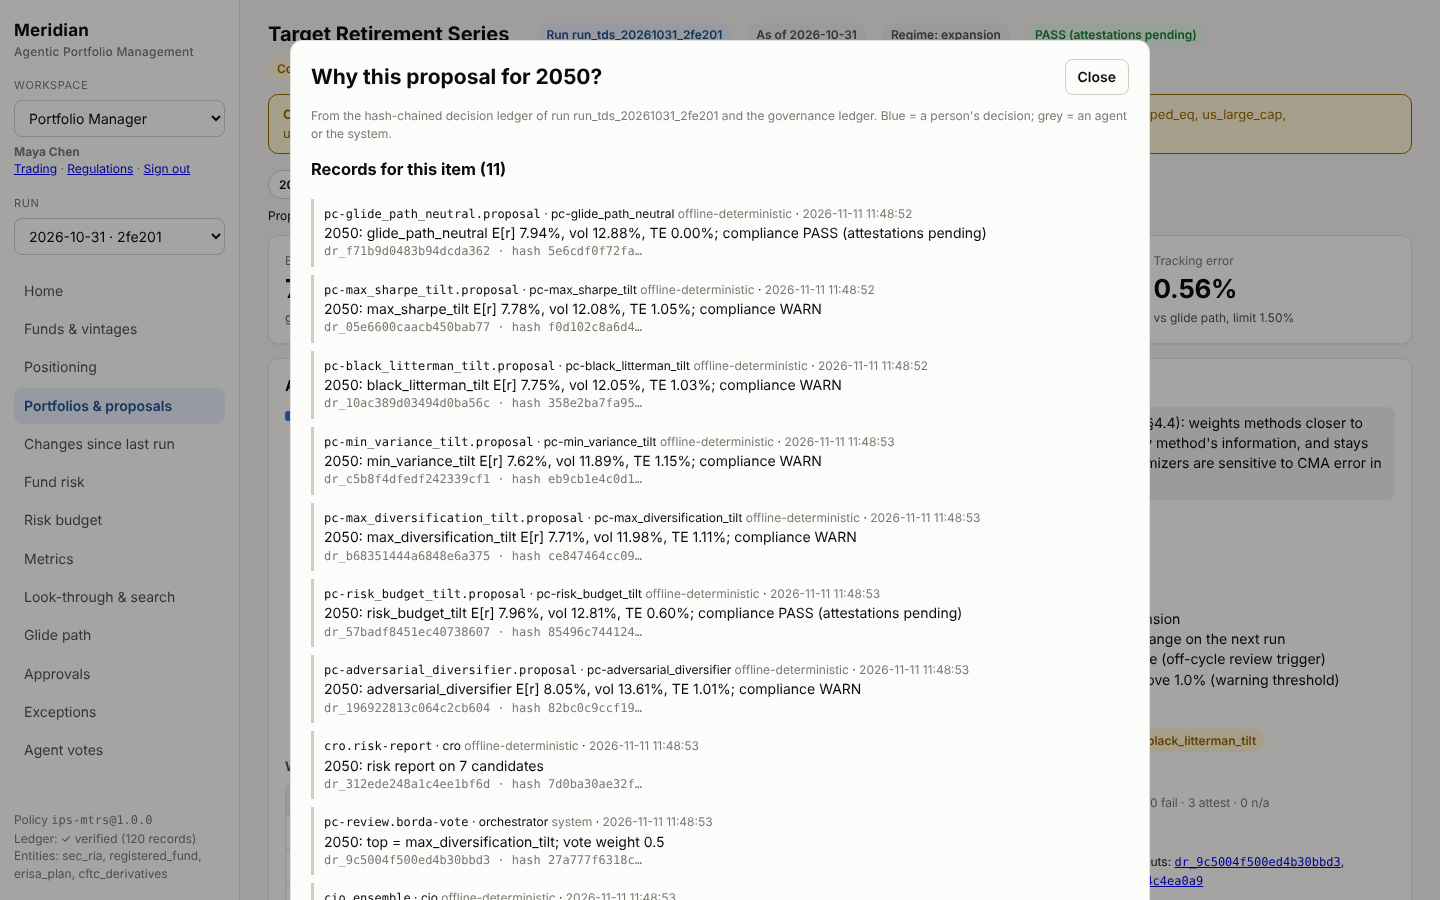 Meridian
Agentic Portfolio Management
WORKSPACE
Portfolio Manager
Maya Chen
Trading · Regulations · Sign out
RUN
2026-10-31 · 2fe201
Home
Funds & vintages
Positioning
Portfolios & proposals
Changes since last run
Fund risk
Risk budget
Metrics
Look-through & search
Glide path
Approvals
Exceptions
Agent votes
Policy ips-mtrs@1.0.0
Ledger: ✓ verified (120 records)
Entities: sec_ria, registered_fund,
erisa_plan, cftc_derivatives
Target Retirement Series
Run run_tds_20261031_2fe201
As of 2026-10-31
Regime: expansion
PASS (attestations pending)
Why this proposal for 2050?
Close
From the hash-chained decision ledger of run run_tds_20261031_2fe201 and the governance ledger. Blue = a person's decision; grey = an agent
or the system.
Records for this item (11)
pc-glide_path_neutral.proposal · pc-glide_path_neutral offline-deterministic · 2026-11-11 11:48:52
2050: glide_path_neutral E[r] 7.94%, vol 12.88%, TE 0.00%; compliance PASS (attestations pending)
dr_f71b9d0483b94dcda362 · hash 5e6cdf0f72fa…
pc-max_sharpe_tilt.proposal · pc-max_sharpe_tilt offline-deterministic · 2026-11-11 11:48:52
2050: max_sharpe_tilt E[r] 7.78%, vol 12.08%, TE 1.05%; compliance WARN
dr_05e6600caacb450bab77 · hash f0d102c8a6d4…
pc-black_litterman_tilt.proposal · pc-black_litterman_tilt offline-deterministic · 2026-11-11 11:48:52
2050: black_litterman_tilt E[r] 7.75%, vol 12.05%, TE 1.03%; compliance WARN
dr_10ac389d03494d0ba56c · hash 358e2ba7fa95…
pc-min_variance_tilt.proposal · pc-min_variance_tilt offline-deterministic · 2026-11-11 11:48:53
2050: min_variance_tilt E[r] 7.62%, vol 11.89%, TE 1.15%; compliance WARN
dr_c5b8f4dfedf242339cf1 · hash eb9cb1e4c0d1…
pc-max_diversification_tilt.proposal · pc-max_diversification_tilt offline-deterministic · 2026-11-11 11:48:53
2050: max_diversification_tilt E[r] 7.71%, vol 11.98%, TE 1.11%; compliance WARN
dr_b68351444a6848e6a375 · hash ce847464cc09…
pc-risk_budget_tilt.proposal · pc-risk_budget_tilt offline-deterministic · 2026-11-11 11:48:53
2050: risk_budget_tilt E[r] 7.96%, vol 12.81%, TE 0.60%; compliance PASS (attestations pending)
dr_57badf8451ec40738607 · hash 85496c744124…
pc-adversarial_diversifier.proposal · pc-adversarial_diversifier offline-deterministic · 2026-11-11 11:48:53
2050: adversarial_diversifier E[r] 8.05%, vol 13.61%, TE 1.01%; compliance WARN
dr_196922813c064c2cb604 · hash 82bc0c9ccf19…
cro.risk-report · cro offline-deterministic · 2026-11-11 11:48:53
2050: risk report on 7 candidates
dr_312ede248a1c4ee1bf6d · hash 7d0ba30ae32f…
pc-review.borda-vote · orchestrator system · 2026-11-11 11:48:53
2050: top = max_diversification_tilt; vote weight 0.5
dr_9c5004f500ed4b30bbd3 · hash 27a777f6318c…
cio.ensemble · cio offline-deterministic · 2026-11-11 11:48:53
ped_eq, us_large_cap,
Tracking error
0.56%
vs glide path, limit 1.50%
§4.4): weights methods closer to
method's information, and stays
mizers are sensitive to CMA error in
nsion
ange on the next run
e (off-cycle review trigger)
ove 1.0% (warning threshold)
black_litterman_tilt
0 fail · 3 attest · 0 n/a
uts: dr_9c5004f500ed4b30bbd3,
4c4ea0a9